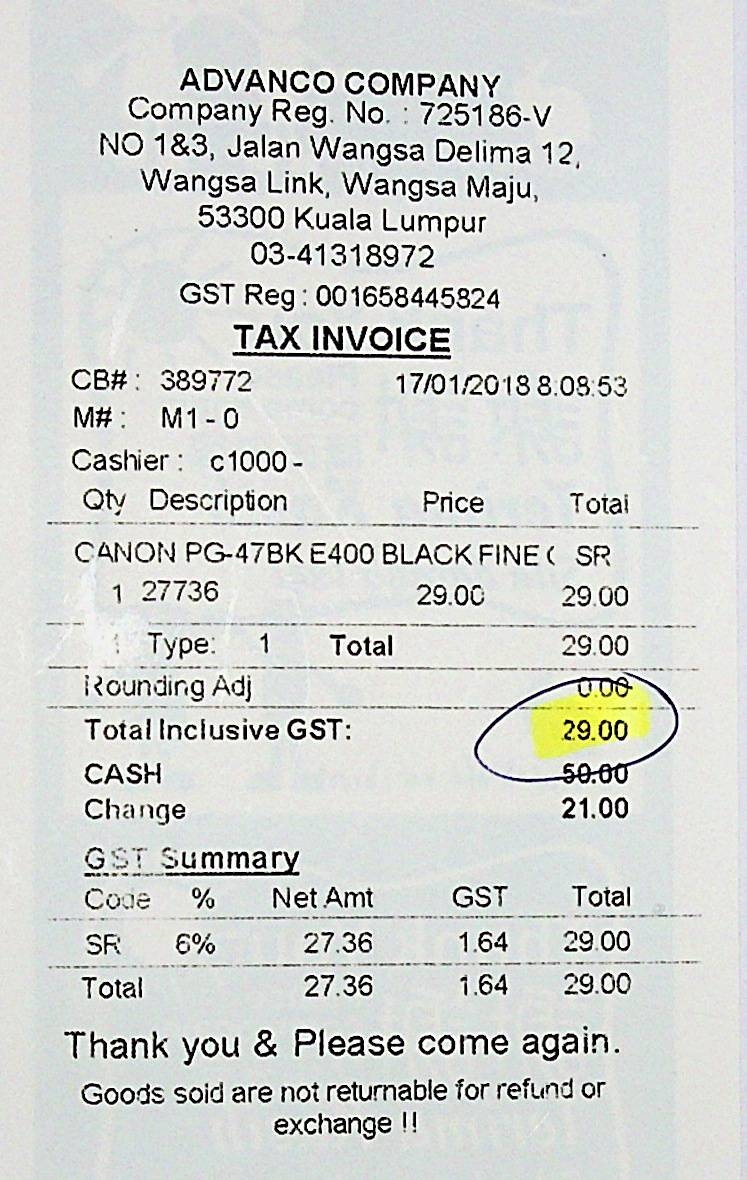 ADVANCO COMPANY
Company Reg. No. : 725186-V
NO 1&3, Jalan Wangsa Delima 12,
Wangsa Link, Wangsa Maju,
53300 Kuala Lumpur
03-41318972
GST Reg : 001658445824
TAX INVOICE
CB# : 389772 17/01/2018 8:08:53
M# : M1 - 0
Cashier : c1000 -
Qty Description Price Total
CANON PG-47BK E400 BLACK FINE ( SR
1 27736 29.00 29.00
1 Type: 1 Total 29.00
Rounding Adj 0.00
Total Inclusive GST: 29.00
CASH 50.00
Change 21.00
GST Summary
Code % Net Amt GST Total
SR 6% 27.36 1.64 29.00
Total 27.36 1.64 29.00
Thank you & Please come again.
Goods sold are not returnable for refund or
exchange !!